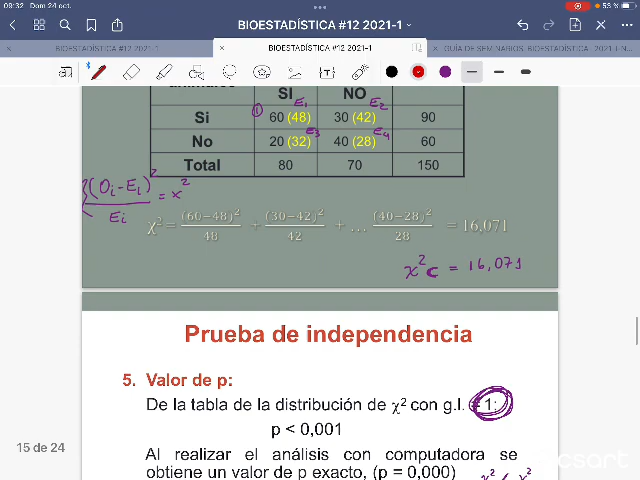 09:32 Dom 24 oct.
53 %
BIOESTADÍSTICA #12 2021-1
BIOESTADÍSTICA #12 2021-1
BIOESTADÍSTICA #12 2021-1
GUÍA DE SEMINARIOS, BIOESTADÍSTICA
SI NO
E1 E2
Si 60 (48) 30 (42) 90
① E3 E4
No 20 (32) 40 (28) 60
Total 80 70 150
(Oi-Ei)² = x²
Ei
χ² = (60−48)²/48 + (30−42)²/42 + ... (40−28)²/28 = 16,071
x²c = 16,071
Prueba de independencia
5. Valor de p:
De la tabla de la distribución de χ² con g.l. = 1:
p < 0,001
15 de 24
Al realizar el análisis con computadora se
obtiene un valor de p exacto, (p = 0,000)